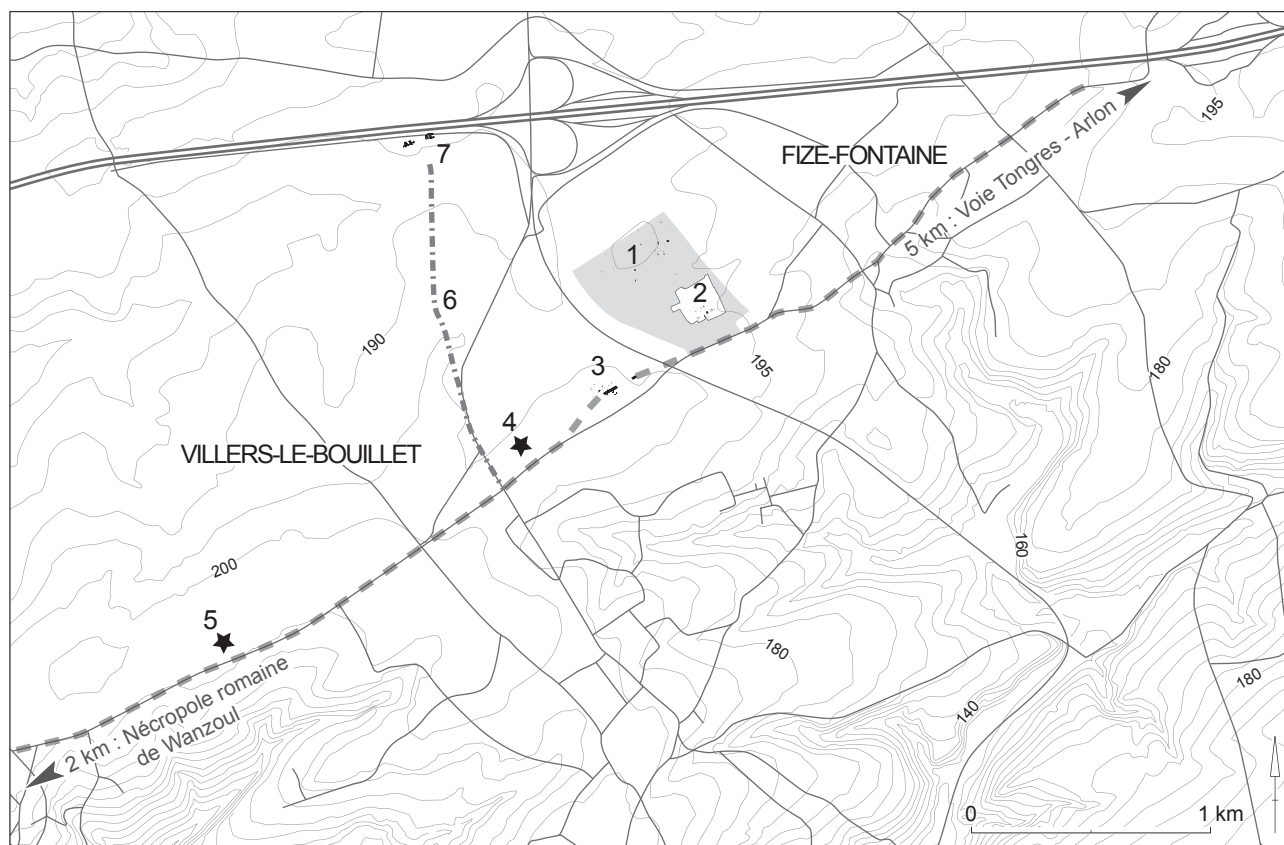 FIZE-FONTAINE
195
5 km : Voie Tongres - Arlon
7
1
2
6
190
3
195
180
4
VILLERS-LE-BOUILLET
160
200
5
180
180
2 km : Nécropole romaine
de Wanzoul
140
0
1 km